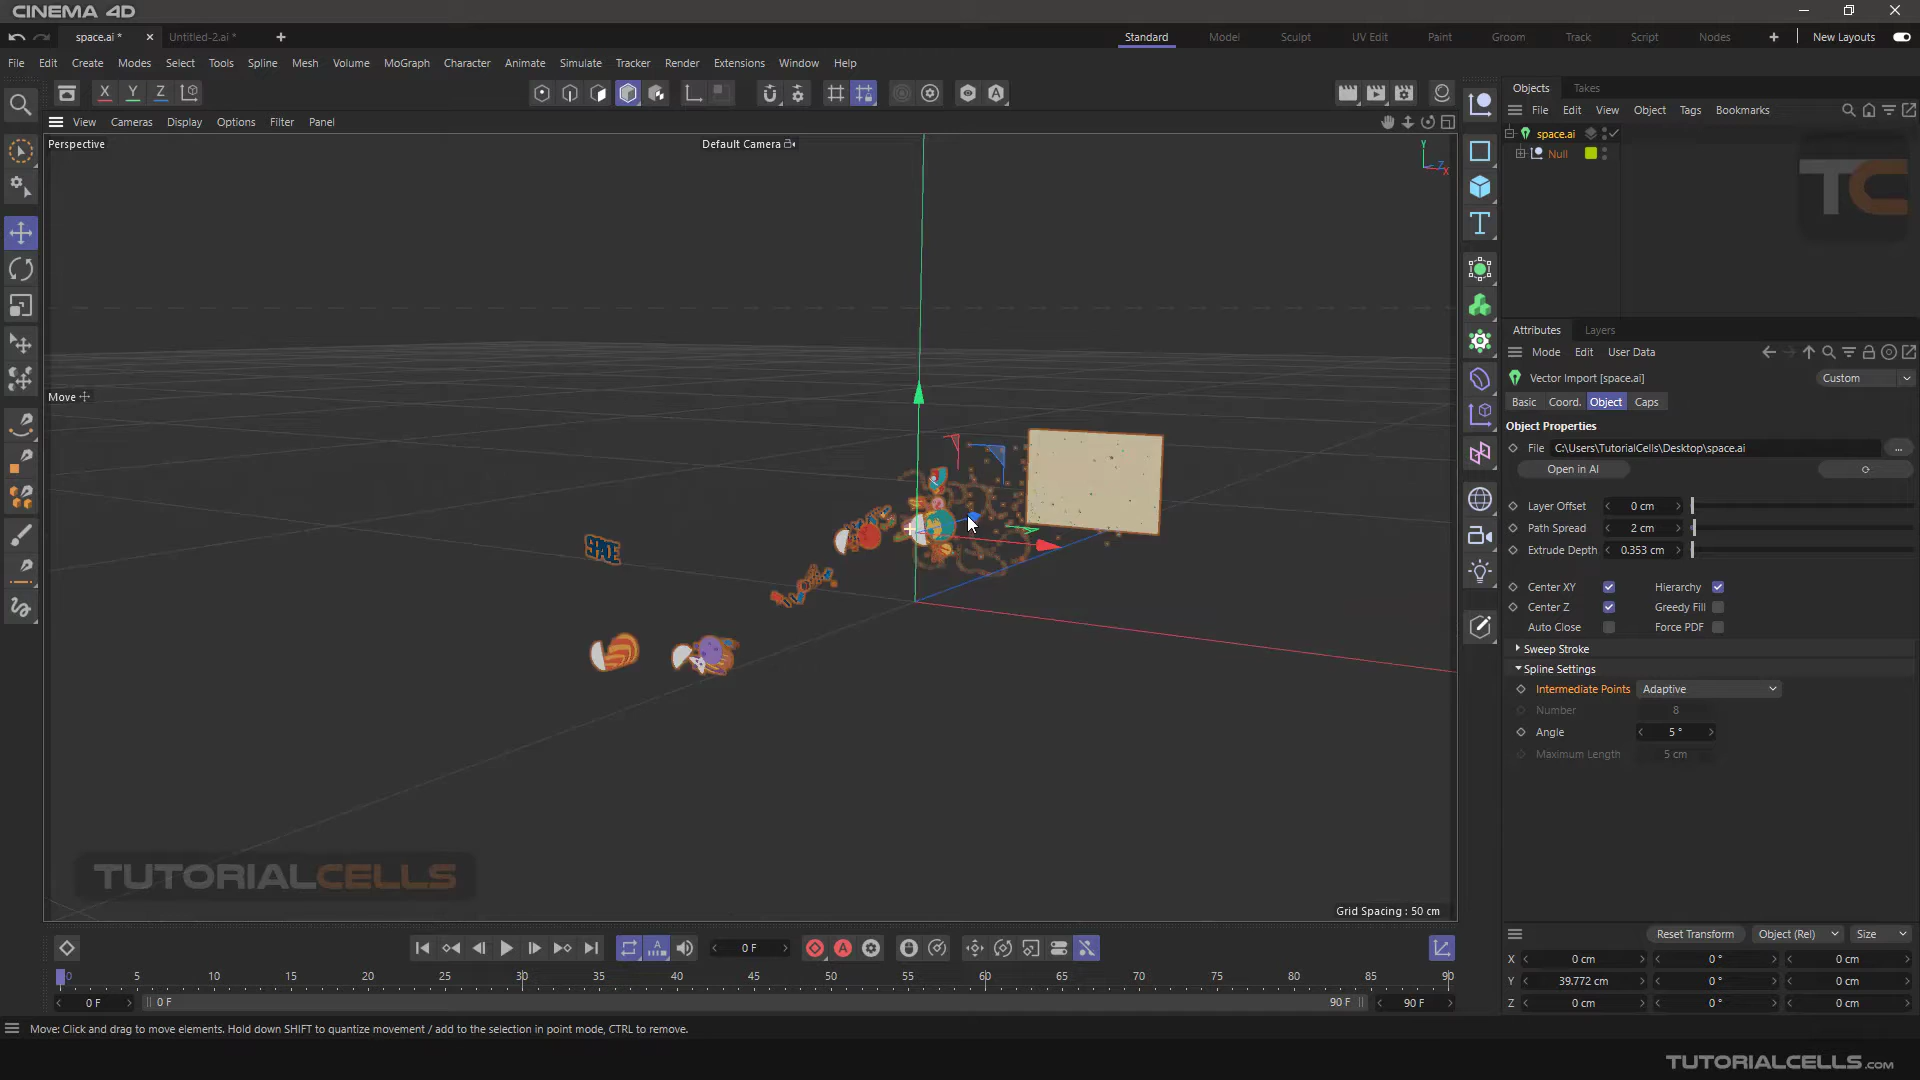 CINEMA 4D
space.ai *
Untitled-2.ai *
Standard
Model
Sculpt
UV Edit
Paint
Groom
Track
Script
Nodes
New Layouts
File Edit Create Modes Select Tools Spline Mesh Volume MoGraph Character Animate Simulate Tracker Render Extensions Window Help
X Y Z
View Cameras Display Options Filter Panel
Perspective
Default Camera
Y
Z
X
Move
SPACE
TUTORIALCELLS
Grid Spacing : 50 cm
Objects Takes
File Edit View Object Tags Bookmarks
space.ai
Null
TC
Attributes Layers
Mode Edit User Data
Vector Import [space.ai]
Custom
Basic Coord. Object Caps
Object Properties
File C:\Users\TutorialCells\Desktop\space.ai ...
Open in AI
Layer Offset 0 cm
Path Spread 2 cm
Extrude Depth 0.353 cm
Center XY Hierarchy
Center Z Greedy Fill
Auto Close Force PDF
Sweep Stroke
Spline Settings
Intermediate Points Adaptive
Number 8
Angle 5 °
Maximum Length 5 cm
0 F
0 5 10 15 20 25 30 35 40 45 50 55 60 65 70 75 80 85 90
0 F 0 F 90 F 90 F
Reset Transform Object (Rel) Size
X 0 cm 0 ° 0 cm
Y 39.772 cm 0 ° 0 cm
Z 0 cm 0 ° 0 cm
Move: Click and drag to move elements. Hold down SHIFT to quantize movement / add to the selection in point mode, CTRL to remove.
TUTORIALCELLS.COM